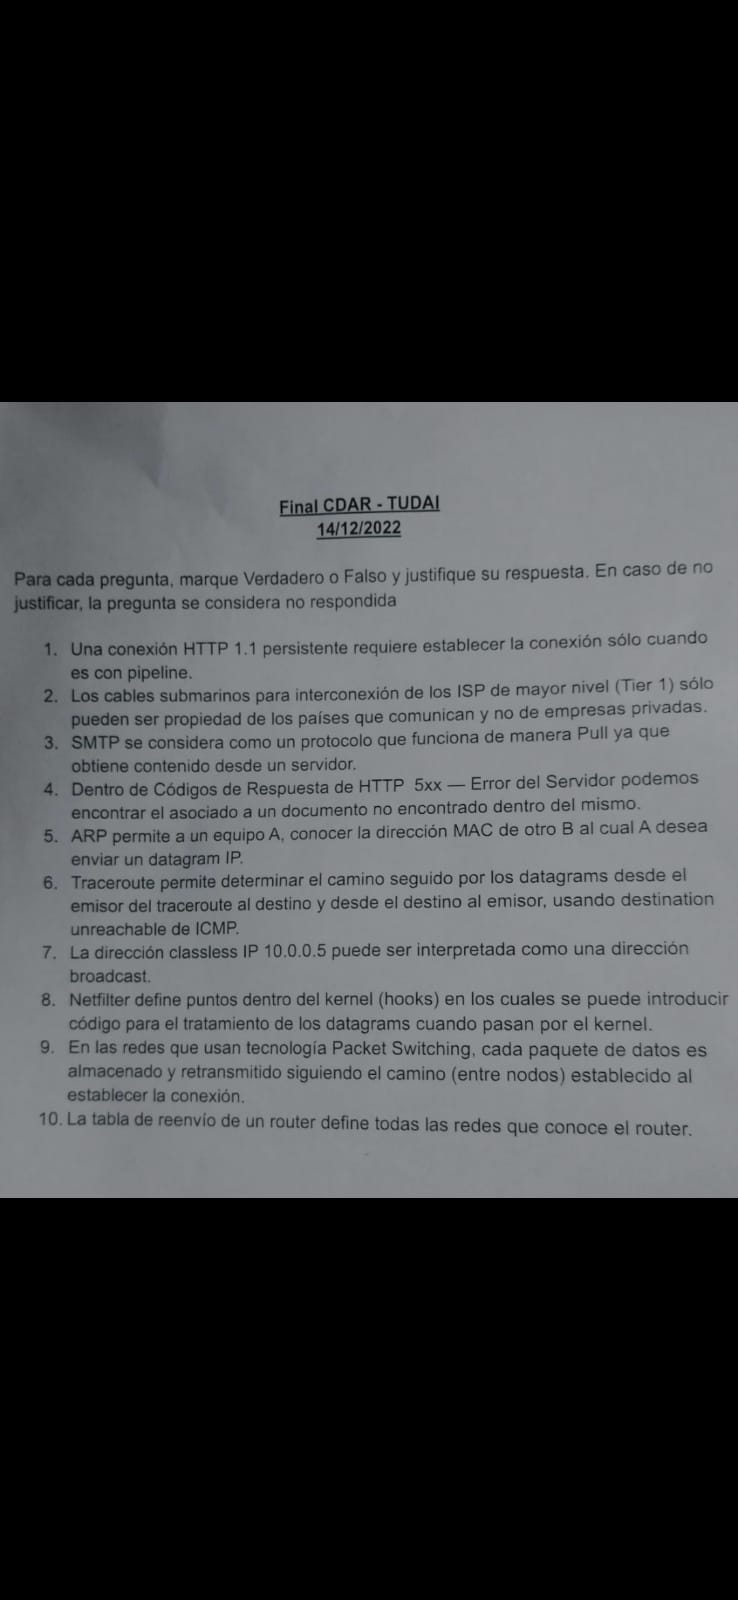 Final CDAR - TUDAI
14/12/2022
Para cada pregunta, marque Verdadero o Falso y justifique su respuesta. En caso de no
justificar, la pregunta se considera no respondida
1. Una conexión HTTP 1.1 persistente requiere establecer la conexión sólo cuando
es con pipeline.
2. Los cables submarinos para interconexión de los ISP de mayor nivel (Tier 1) sólo
pueden ser propiedad de los países que comunican y no de empresas privadas.
3. SMTP se considera como un protocolo que funciona de manera Pull ya que
obtiene contenido desde un servidor.
4. Dentro de Códigos de Respuesta de HTTP 5xx — Error del Servidor podemos
encontrar el asociado a un documento no encontrado dentro del mismo.
5. ARP permite a un equipo A, conocer la dirección MAC de otro B al cual A desea
enviar un datagram IP.
6. Traceroute permite determinar el camino seguido por los datagrams desde el
emisor del traceroute al destino y desde el destino al emisor, usando destination
unreachable de ICMP.
7. La dirección classless IP 10.0.0.5 puede ser interpretada como una dirección
broadcast.
8. Netfilter define puntos dentro del kernel (hooks) en los cuales se puede introducir
código para el tratamiento de los datagrams cuando pasan por el kernel.
9. En las redes que usan tecnología Packet Switching, cada paquete de datos es
almacenado y retransmitido siguiendo el camino (entre nodos) establecido al
establecer la conexión.
10. La tabla de reenvío de un router define todas las redes que conoce el router.